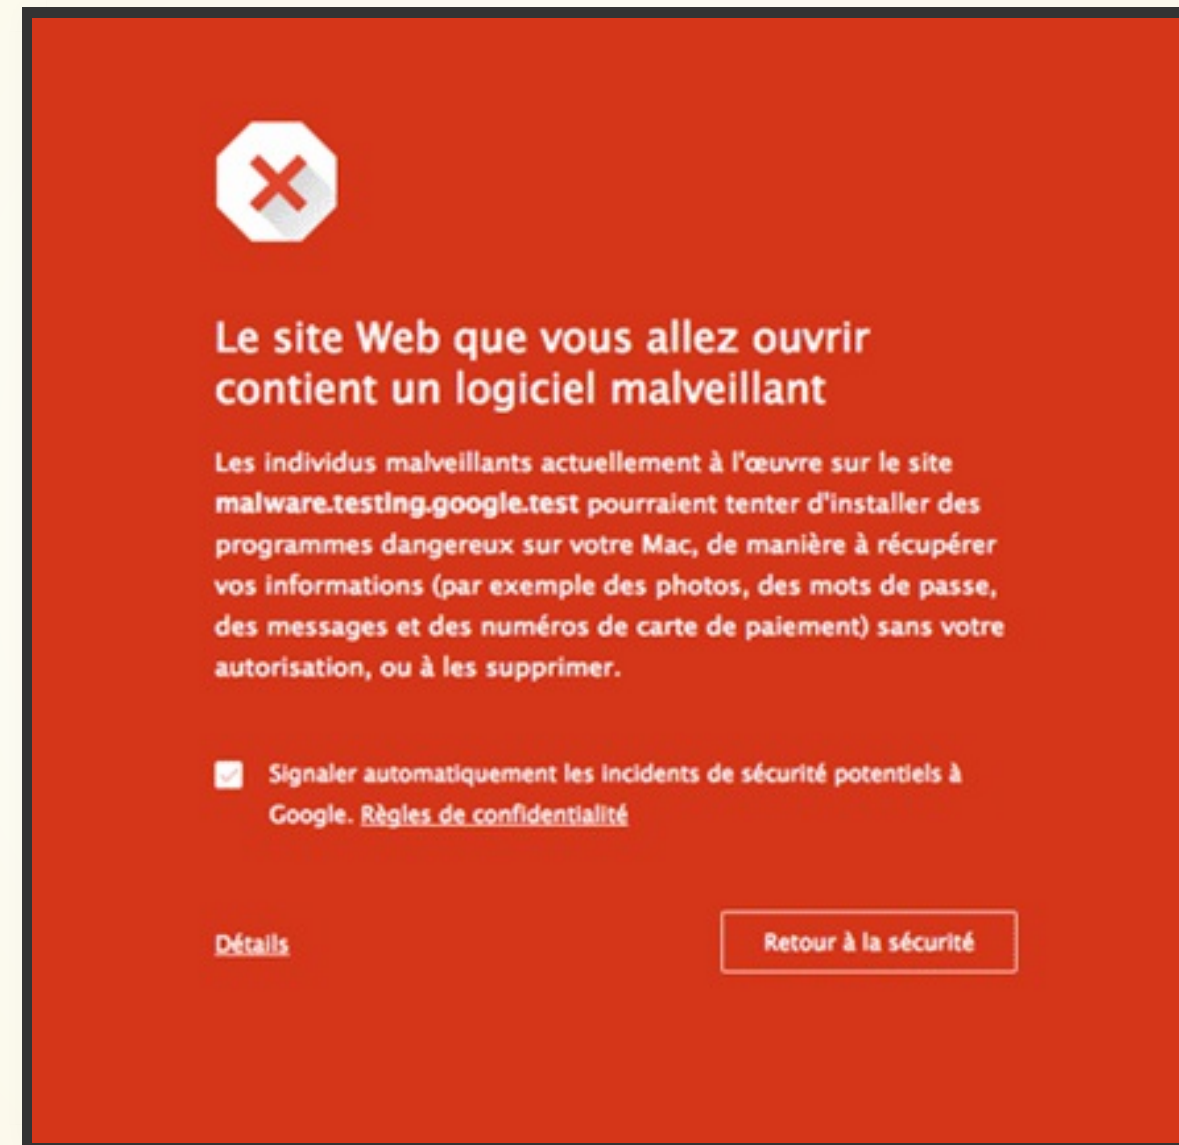 Le site Web que vous allez ouvrir
contient un logiciel malveillant
Les individus malveillants actuellement à l'œuvre sur le site
malware.testing.google.test pourraient tenter d'installer des
programmes dangereux sur votre Mac, de manière à récupérer
vos informations (par exemple des photos, des mots de passe,
des messages et des numéros de carte de paiement) sans votre
autorisation, ou à les supprimer.
Signaler automatiquement les incidents de sécurité potentiels à
Google. Règles de confidentialité
Détails
Retour à la sécurité